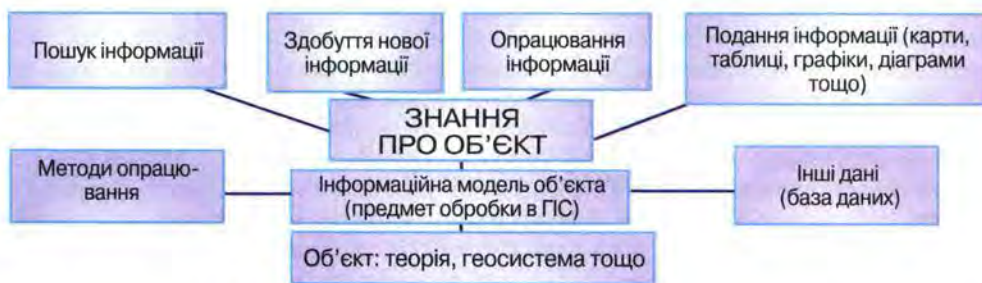 Пошук інформації
Здобуття нової
інформації
Опрацювання
інформації
Подання інформації (карти,
таблиці, графіки, діаграми
тощо)
ЗНАННЯ
ПРО ОБ’ЄКТ
Методи опрацю-
вання
Інформаційна модель об’єкта
(предмет обробки в ГІС)
Інші дані
(база даних)
Об’єкт: теорія, геосистема тощо